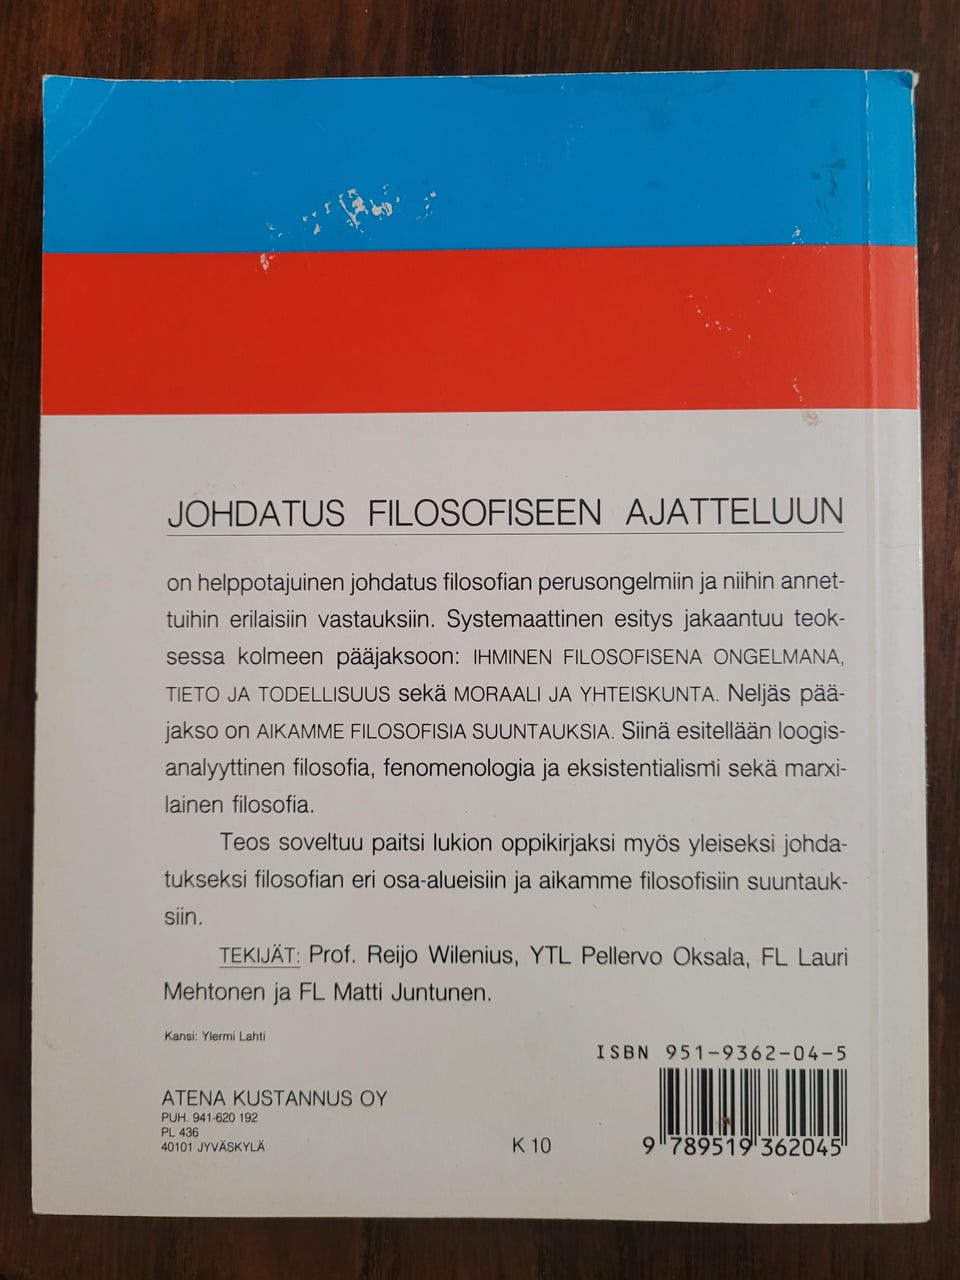 JOHDATUS FILOSOFISEEN AJATTELUUN
on helppotajuinen johdatus filosofian perusongelmiin ja niihin annet-
tuihin erilaisiin vastauksiin. Systemaattinen esitys jakaantuu teok-
sessa kolmeen pääjaksoon: IHMINEN FILOSOFISENA ONGELMANA,
TIETO JA TODELLISUUS sekä MORAALI JA YHTEISKUNTA. Neljäs pää-
jakso on AIKAMME FILOSOFISIA SUUNTAUKSIA. Siinä esitellään loogis-
analyyttinen filosofia, fenomenologia ja eksistentialismi sekä marxi-
lainen filosofia.
Teos soveltuu paitsi lukion oppikirjaksi myös yleiseksi johda-
tukseksi filosofian eri osa-alueisiin ja aikamme filosofisiin suuntauk-
siin.
TEKIJÄT: Prof. Reijo Wilenius, YTL Pellervo Oksala, FL Lauri
Mehtonen ja FL Matti Juntunen.
Kansi: Ylermi Lahti
ISBN 951-9362-04-5
ATENA KUSTANNUS OY
PUH. 941-620 192
PL 436
40101 JYVÄSKYLÄ
K 10
9 789519 362045